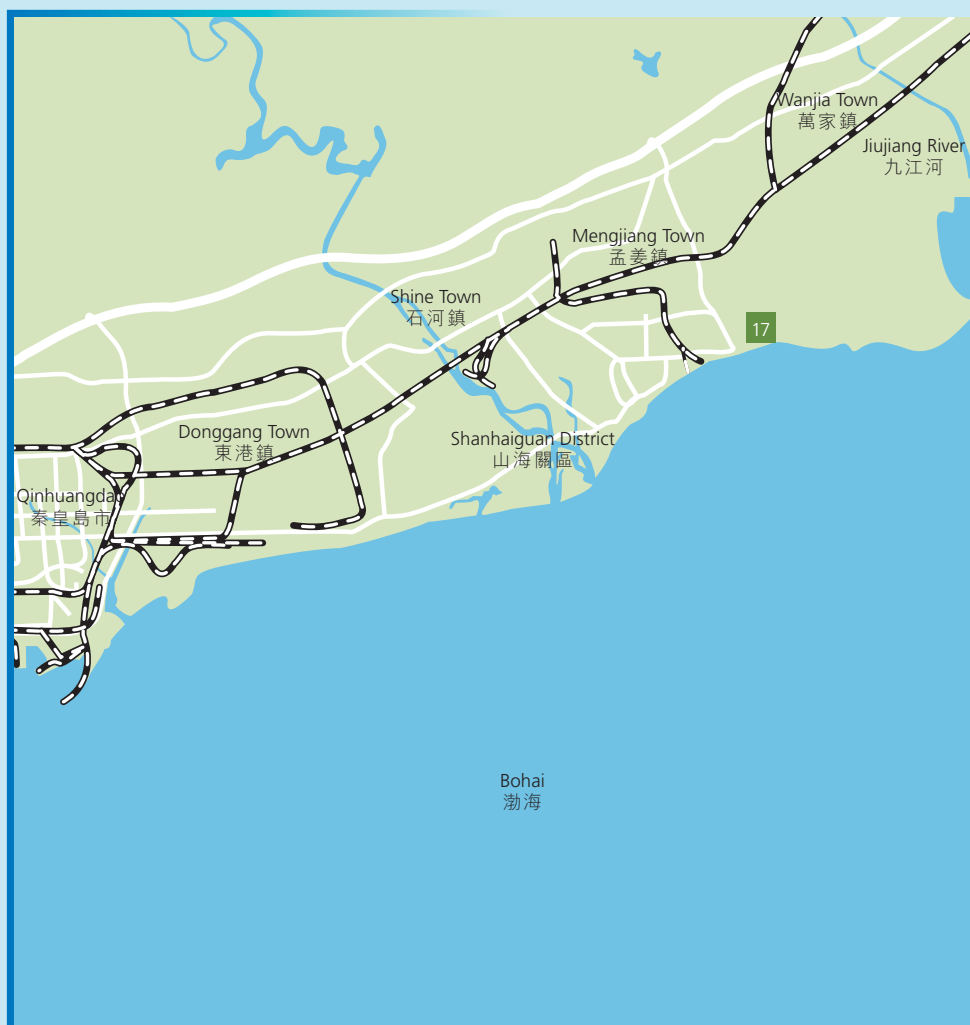 Wanjia Town
萬家鎮
Jiujiang River
九江河
Mengjiang Town
孟姜鎮
Shine Town
石河鎮
17
Donggang Town
東港鎮
Shanhaiguan District
山海關區
Qinhuangdao
秦皇島市
Bohai
渤海